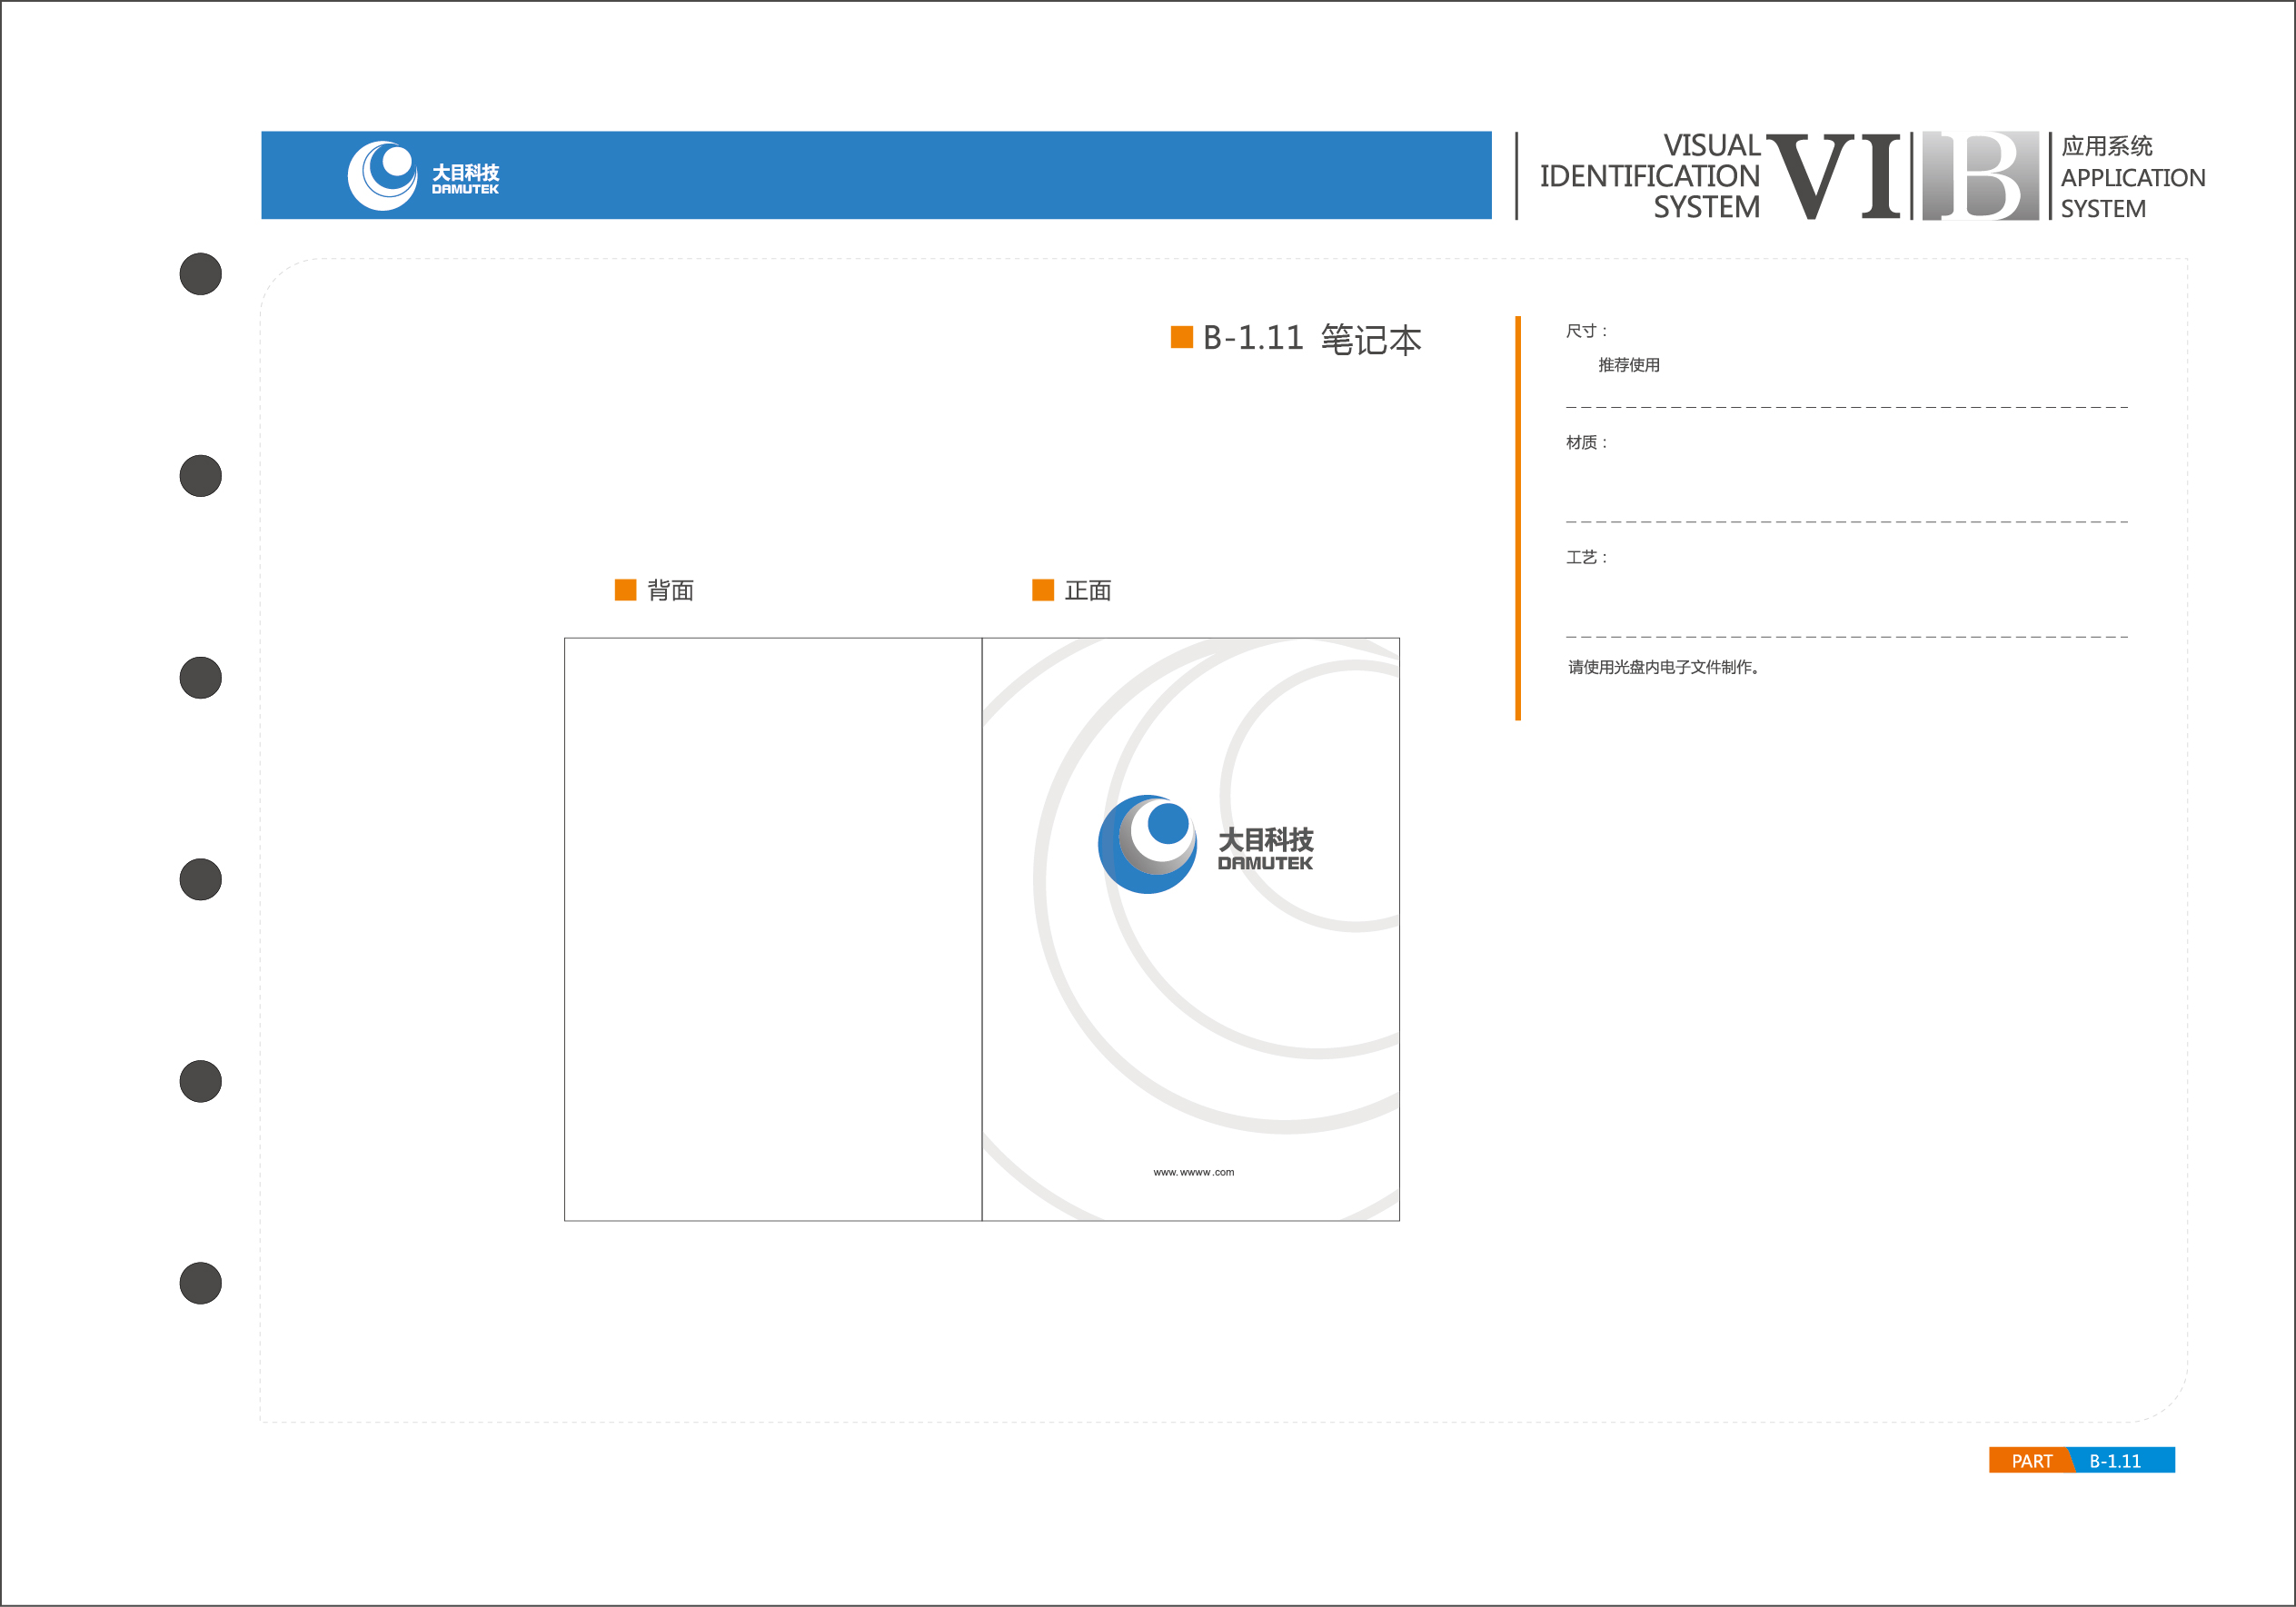 大目科技
DAMUTEK
VISUAL
IDENTIFICATION
SYSTEM
VI
B
应用系统
APPLICATION
SYSTEM
B-1.11 笔记本
尺寸：
推荐使用
材质：
工艺：
请使用光盘内电子文件制作。
背面
正面
大目科技
DAMUTEK
www.wwww.com
PART B-1.11